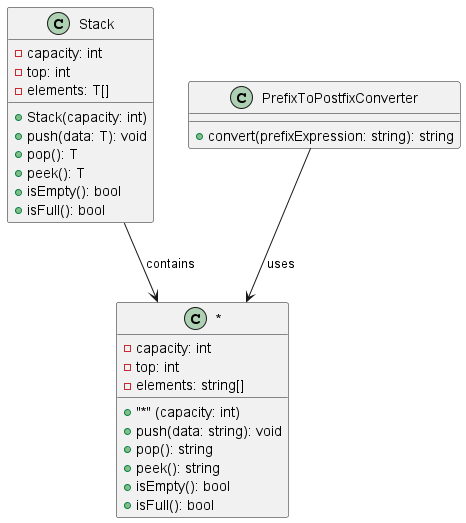 C Stack
capacity: int
top: int
elements: T[]
Stack(capacity: int)
push(data: T): void
pop(): T
peek(): T
isEmpty(): bool
isFull(): bool
C PrefixToPostfixConverter
convert(prefixExpression: string): string
contains
uses
C *
capacity: int
top: int
elements: string[]
"*" (capacity: int)
push(data: string): void
pop(): string
peek(): string
isEmpty(): bool
isFull(): bool